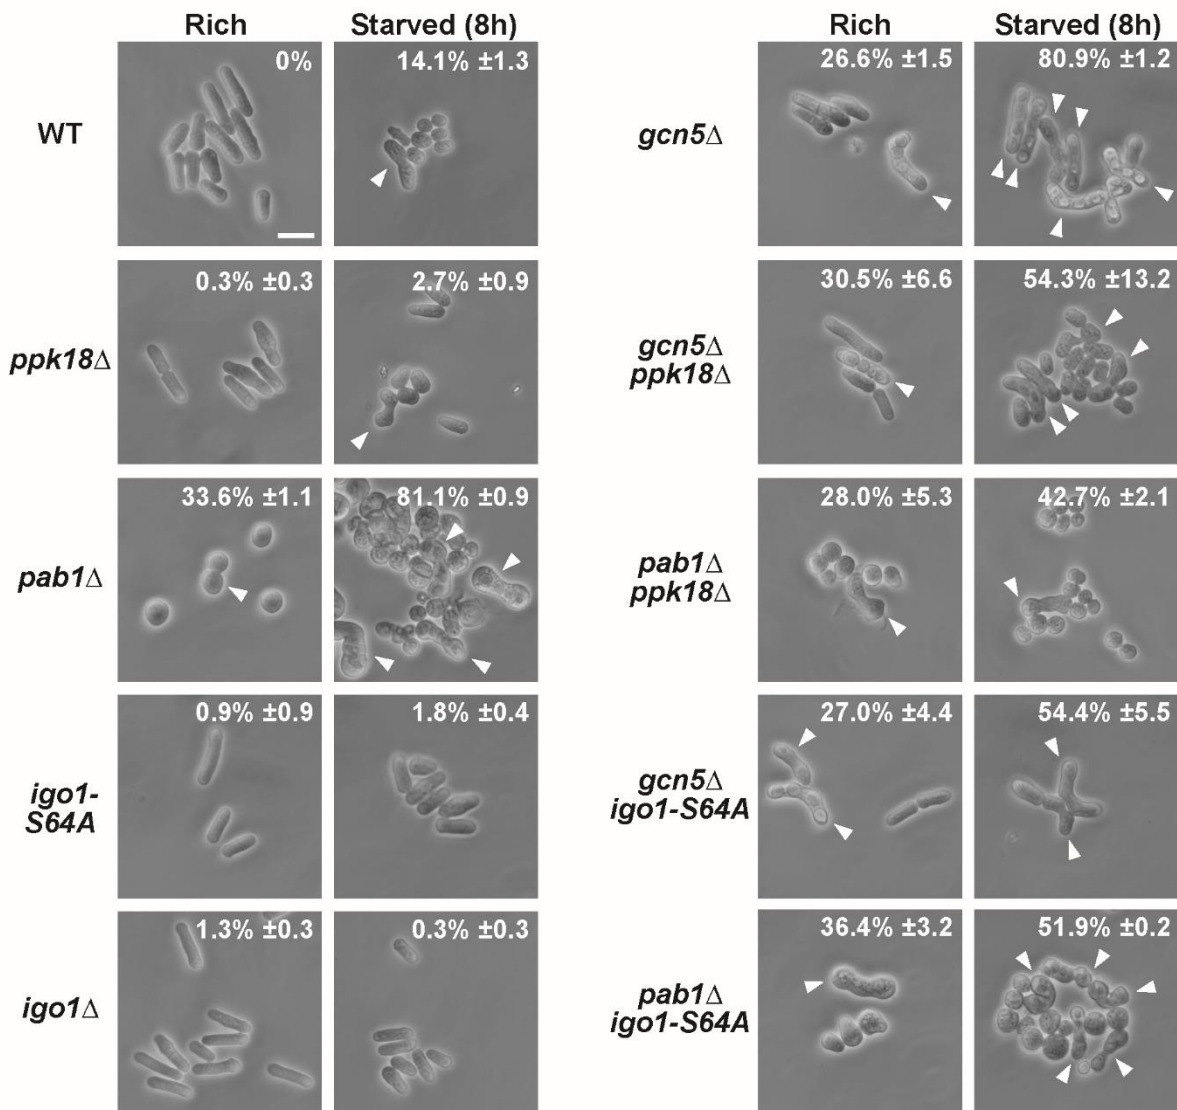 Rich Starved (8h) Rich Starved (8h)
WT 0% 14.1% ±1.3 gcn5Δ 26.6% ±1.5 80.9% ±1.2
ppk18Δ 0.3% ±0.3 2.7% ±0.9 gcn5Δ 30.5% ±6.6 54.3% ±13.2
ppk18Δ
pab1Δ 33.6% ±1.1 81.1% ±0.9 pab1Δ 28.0% ±5.3 42.7% ±2.1
ppk18Δ
igo1- 0.9% ±0.9 1.8% ±0.4 gcn5Δ 27.0% ±4.4 54.4% ±5.5
S64A igo1-S64A
igo1Δ 1.3% ±0.3 0.3% ±0.3 pab1Δ 36.4% ±3.2 51.9% ±0.2
igo1-S64A